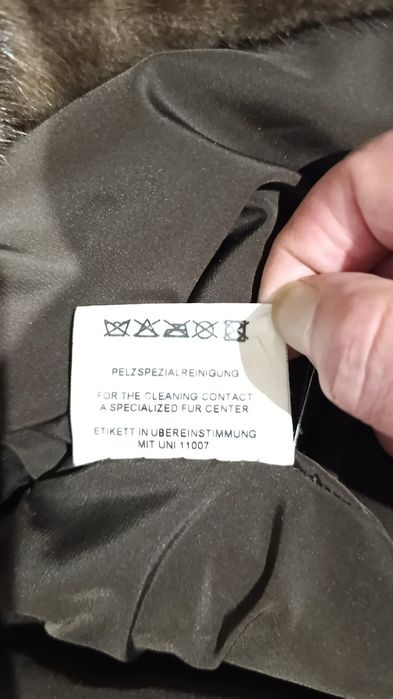 PELZSPEZIALREINIGUNG
FOR THE CLEANING CONTACT
A SPECIALIZED FUR CENTER
ETIKETT IN UBEREINSTIMMUNG
MIT UNI 11007